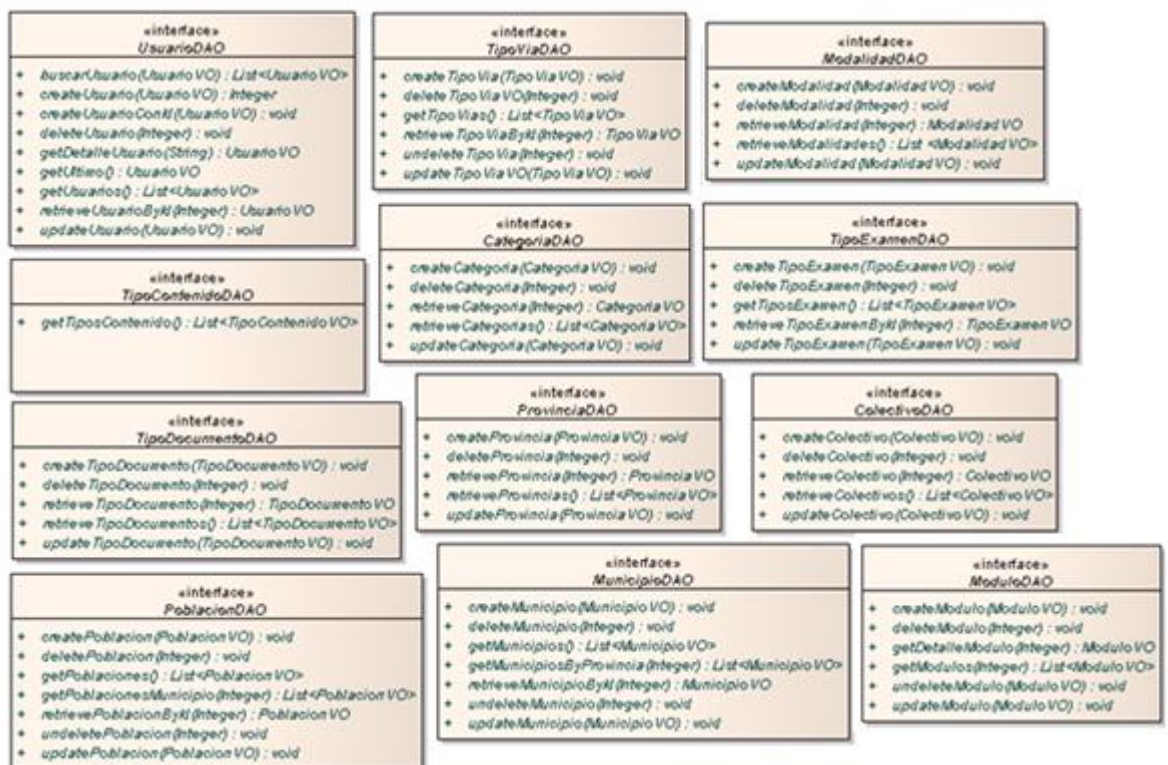 «interface»
UsuarioDAO
+ buscarUsuario(UsuarioVO) : List<UsuarioVO>
+ createUsuario(UsuarioVO) : Integer
+ createUsuarioConId(UsuarioVO) : void
+ deleteUsuario(Integer) : void
+ getDetalleUsuario(String) : UsuarioVO
+ getUltimo() : UsuarioVO
+ getUsuarios() : List<UsuarioVO>
+ retrieveUsuarioById(Integer) : UsuarioVO
+ updateUsuario(UsuarioVO) : void
«interface»
TipoViaDAO
+ createTipoVia(TipoViaVO) : void
+ deleteTipoViaVO(Integer) : void
+ getTipoVias() : List<TipoViaVO>
+ retrieveTipoViaById(Integer) : TipoViaVO
+ undeleteTipoVia(Integer) : void
+ updateTipoViaVO(TipoViaVO) : void
«interface»
ModalidadDAO
+ createModalidad(ModalidadVO) : void
+ deleteModalidad(Integer) : void
+ retrieveModalidad(Integer) : ModalidadVO
+ retrieveModalidades() : List <ModalidadVO>
+ updateModalidad(ModalidadVO) : void
«interface»
TipoContenidoDAO
+ getTiposContenido() : List<TipoContenidoVO>
«interface»
CategoriaDAO
+ createCategoria(CategoriaVO) : void
+ deleteCategoria(Integer) : void
+ retrieveCategoria(Integer) : CategoriaVO
+ retrieveCategorias() : List<CategoriaVO>
+ updateCategoria(CategoriaVO) : void
«interface»
TipoExamenDAO
+ createTipoExamen(TipoExamenVO) : void
+ deleteTipoExamen(Integer) : void
+ getTiposExamen() : List<TipoExamenVO>
+ retrieveTipoExamenById(Integer) : TipoExamenVO
+ updateTipoExamen(TipoExamenVO) : void
«interface»
TipoDocumentoDAO
+ createTipoDocumento(TipoDocumentoVO) : void
+ deleteTipoDocumento(Integer) : void
+ retrieveTipoDocumento(Integer) : TipoDocumentoVO
+ retrieveTipoDocumentos() : List<TipoDocumentoVO>
+ updateTipoDocumento(TipoDocumentoVO) : void
«interface»
ProvinciaDAO
+ createProvincia(ProvinciaVO) : void
+ deleteProvincia(Integer) : void
+ retrieveProvincia(Integer) : ProvinciaVO
+ retrieveProvincias() : List<ProvinciaVO>
+ updateProvincia(ProvinciaVO) : void
«interface»
ColectivoDAO
+ createColectivo(ColectivoVO) : void
+ deleteColectivo(Integer) : void
+ retrieveColectivo(Integer) : ColectivoVO
+ retrieveColectivos() : List<ColectivoVO>
+ updateColectivo(ColectivoVO) : void
«interface»
PoblacionDAO
+ createPoblacion(PoblacionVO) : void
+ deletePoblacion(Integer) : void
+ getPoblaciones() : List<PoblacionVO>
+ getPoblacionesMunicipio(Integer) : List<PoblacionVO>
+ retrievePoblacionById(Integer) : PoblacionVO
+ undeletePoblacion(Integer) : void
+ updatePoblacion(PoblacionVO) : void
«interface»
MunicipioDAO
+ createMunicipio(MunicipioVO) : void
+ deleteMunicipio(Integer) : void
+ getMunicipios() : List<MunicipioVO>
+ getMunicipiosByProvincia(Integer) : List<MunicipioVO>
+ retrieveMunicipioById(Integer) : MunicipioVO
+ undeleteMunicipio(Integer) : void
+ updateMunicipio(MunicipioVO) : void
«interface»
ModuloDAO
+ createModulo(ModuloVO) : void
+ deleteModulo(Integer) : void
+ getDetalleModulo(Integer) : ModuloVO
+ getModulos(Integer) : List<ModuloVO>
+ undeleteModulo(ModuloVO) : void
+ updateModulo(ModuloVO) : void